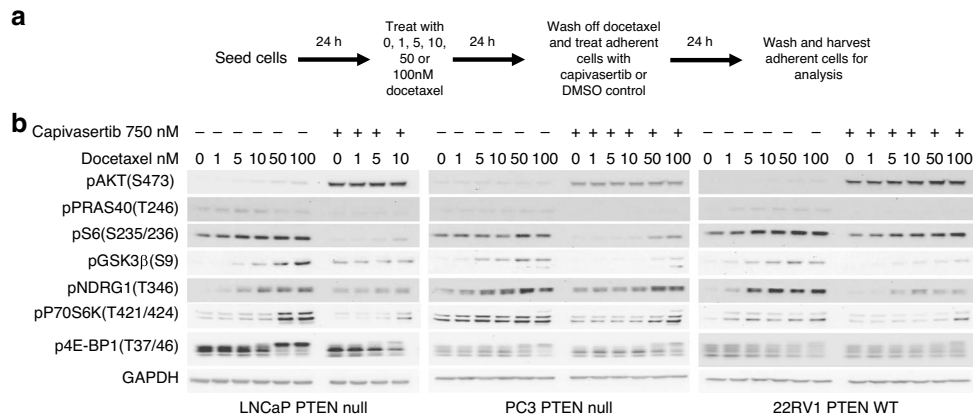 a
Seed cells
24 h
Treat with
0, 1, 5, 10,
50 or
100nM
docetaxel
24 h
Wash off docetaxel
and treat adherent
cells with
capivasertib or
DMSO control
24 h
Wash and harvest
adherent cells for
analysis
b
Capivasertib 750 nM – – – – – – + + + + – – – – – – + + + + + + – – – – – – + + + + + +
Docetaxel nM 0 1 5 10 50 100 0 1 5 10 0 1 5 10 50 100 0 1 5 10 50 100 0 1 5 10 50 100 0 1 5 10 50 100
pAKT(S473)
pPRAS40(T246)
pS6(S235/236)
pGSK3β(S9)
pNDRG1(T346)
pP70S6K(T421/424)
p4E-BP1(T37/46)
GAPDH
LNCaP PTEN null PC3 PTEN null 22RV1 PTEN WT